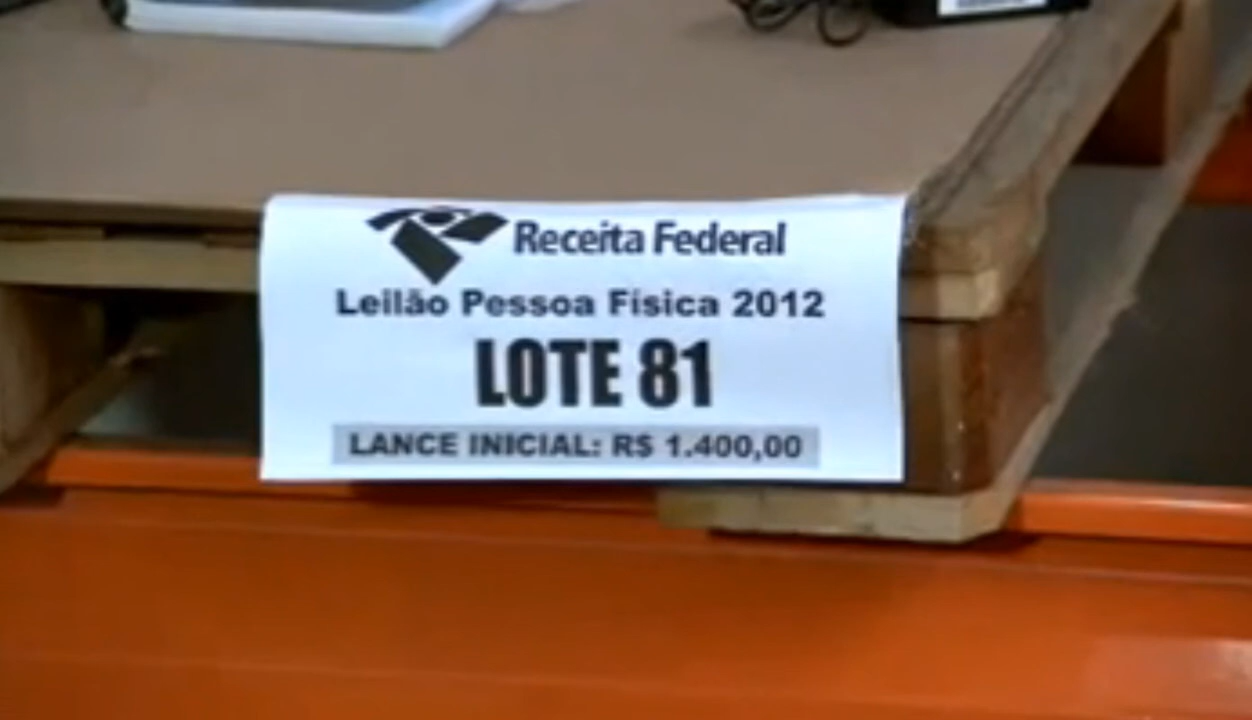 Receita Federal
Leilão Pessoa Física 2012
LOTE 81
LANCE INICIAL: R$ 1.400,00